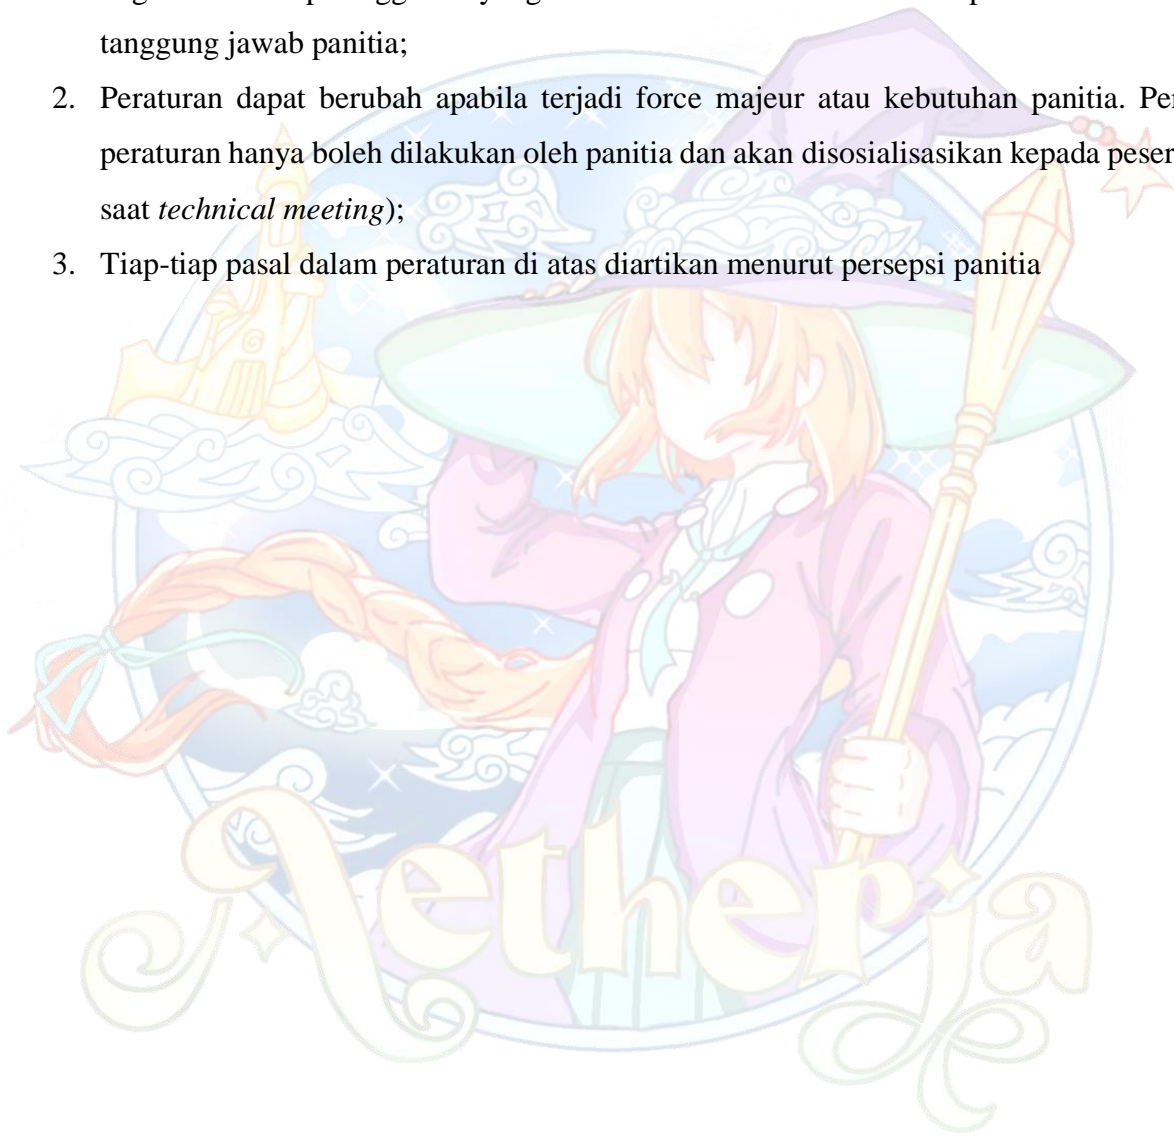 tanggung jawab panitia;
2. Peraturan dapat berubah apabila terjadi force majeur atau kebutuhan panitia.
peraturan hanya boleh dilakukan oleh panitia dan akan disosialisasikan kepada
saat technical meeting);
3. Tiap-tiap pasal dalam peraturan di atas diartikan menurut persepsi panitia
Aetherja